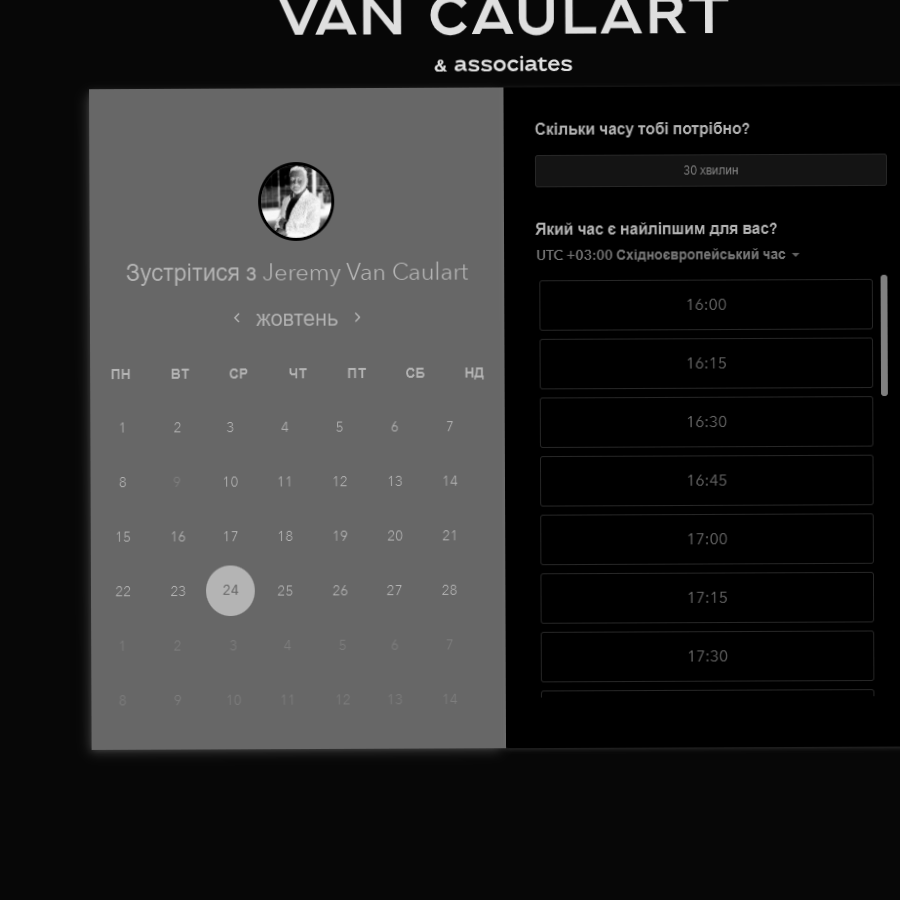 VAN CAULART
& associates
Зустрітися з Jeremy Van Caulart
жовтень
ПН ВТ СР ЧТ ПТ СБ НД
1 2 3 4 5 6 7
8 9 10 11 12 13 14
15 16 17 18 19 20 21
22 23 24 25 26 27 28
1 2 3 4 5 6 7
8 9 10 11 12 13 14
Скільки часу тобі потрібно?
30 хвилин
Який час є найліпшим для вас?
UTC +03:00 Східноєвропейський час
16:00
16:15
16:30
16:45
17:00
17:15
17:30